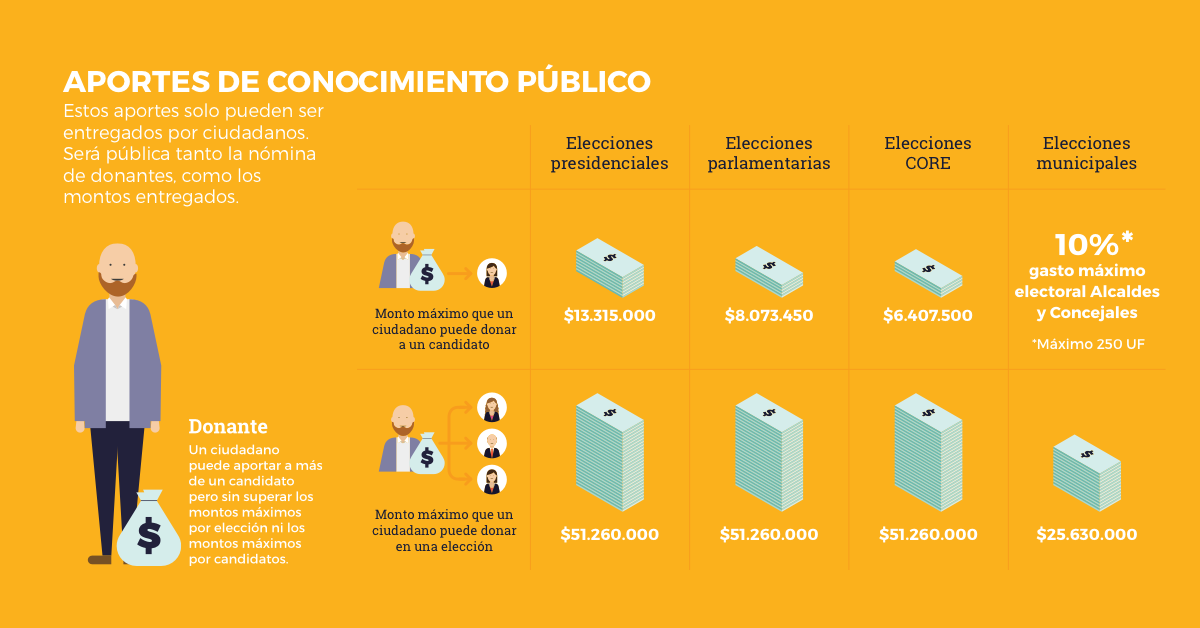 APORTES DE CONOCIMIENTO PÚBLICO
Estos aportes solo pueden ser
entregados por ciudadanos.
Será pública tanto la nómina
de donantes, como los
montos entregados.
Elecciones
presidenciales
Elecciones
parlamentarias
Elecciones
CORE
Elecciones
municipales
$
Monto máximo que un
ciudadano puede donar
a un candidato
$
$13.315.000
$
$8.073.450
$
$6.407.500
10%*
gasto máximo
electoral Alcaldes
y Concejales
*Máximo 250 UF
$
Monto máximo que un
ciudadano puede donar
en una elección
$
$51.260.000
$
$51.260.000
$
$51.260.000
$
$25.630.000
Donante
Un ciudadano
puede aportar a más
de un candidato
pero sin superar los
montos máximos
por elección ni los
montos máximos
por candidatos.
$